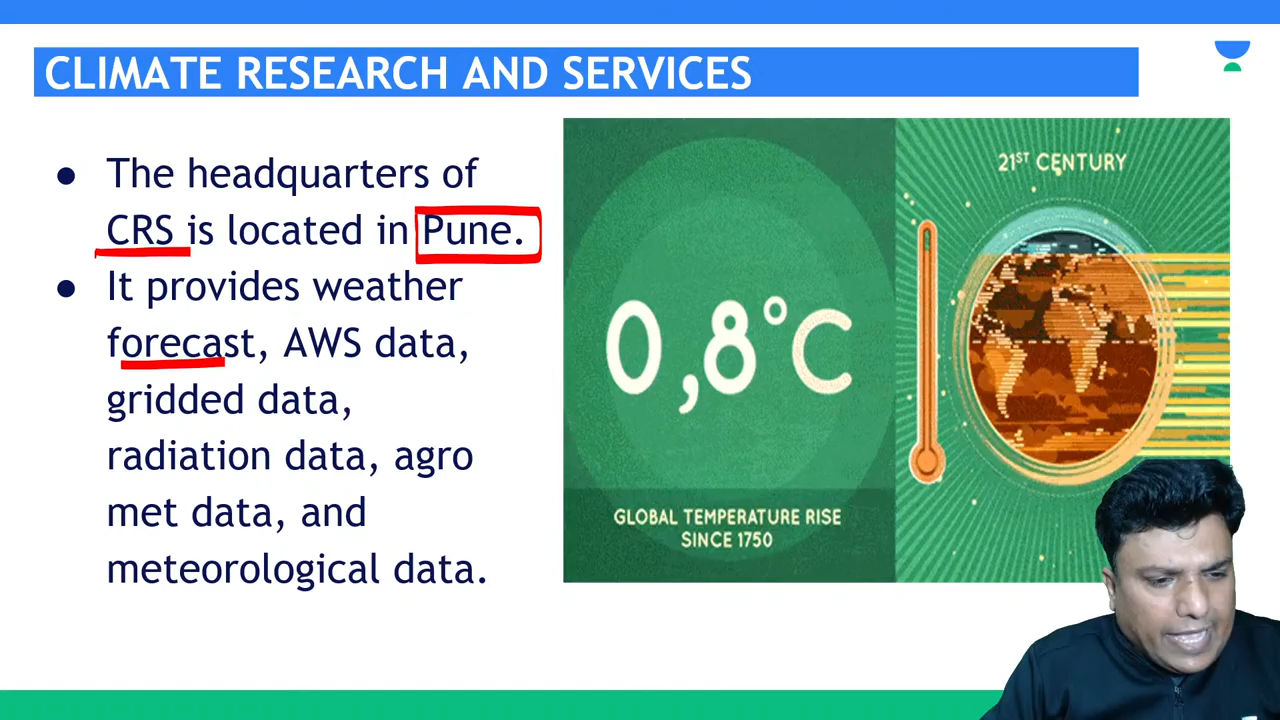 CLIMATE RESEARCH AND SERVICES
● The headquarters of
CRS is located in Pune.
● It provides weather
forecast, AWS data,
gridded data,
radiation data, agro
met data, and
meteorological data.
0,8°C
GLOBAL TEMPERATURE RISE
SINCE 1750
21ST CENTURY